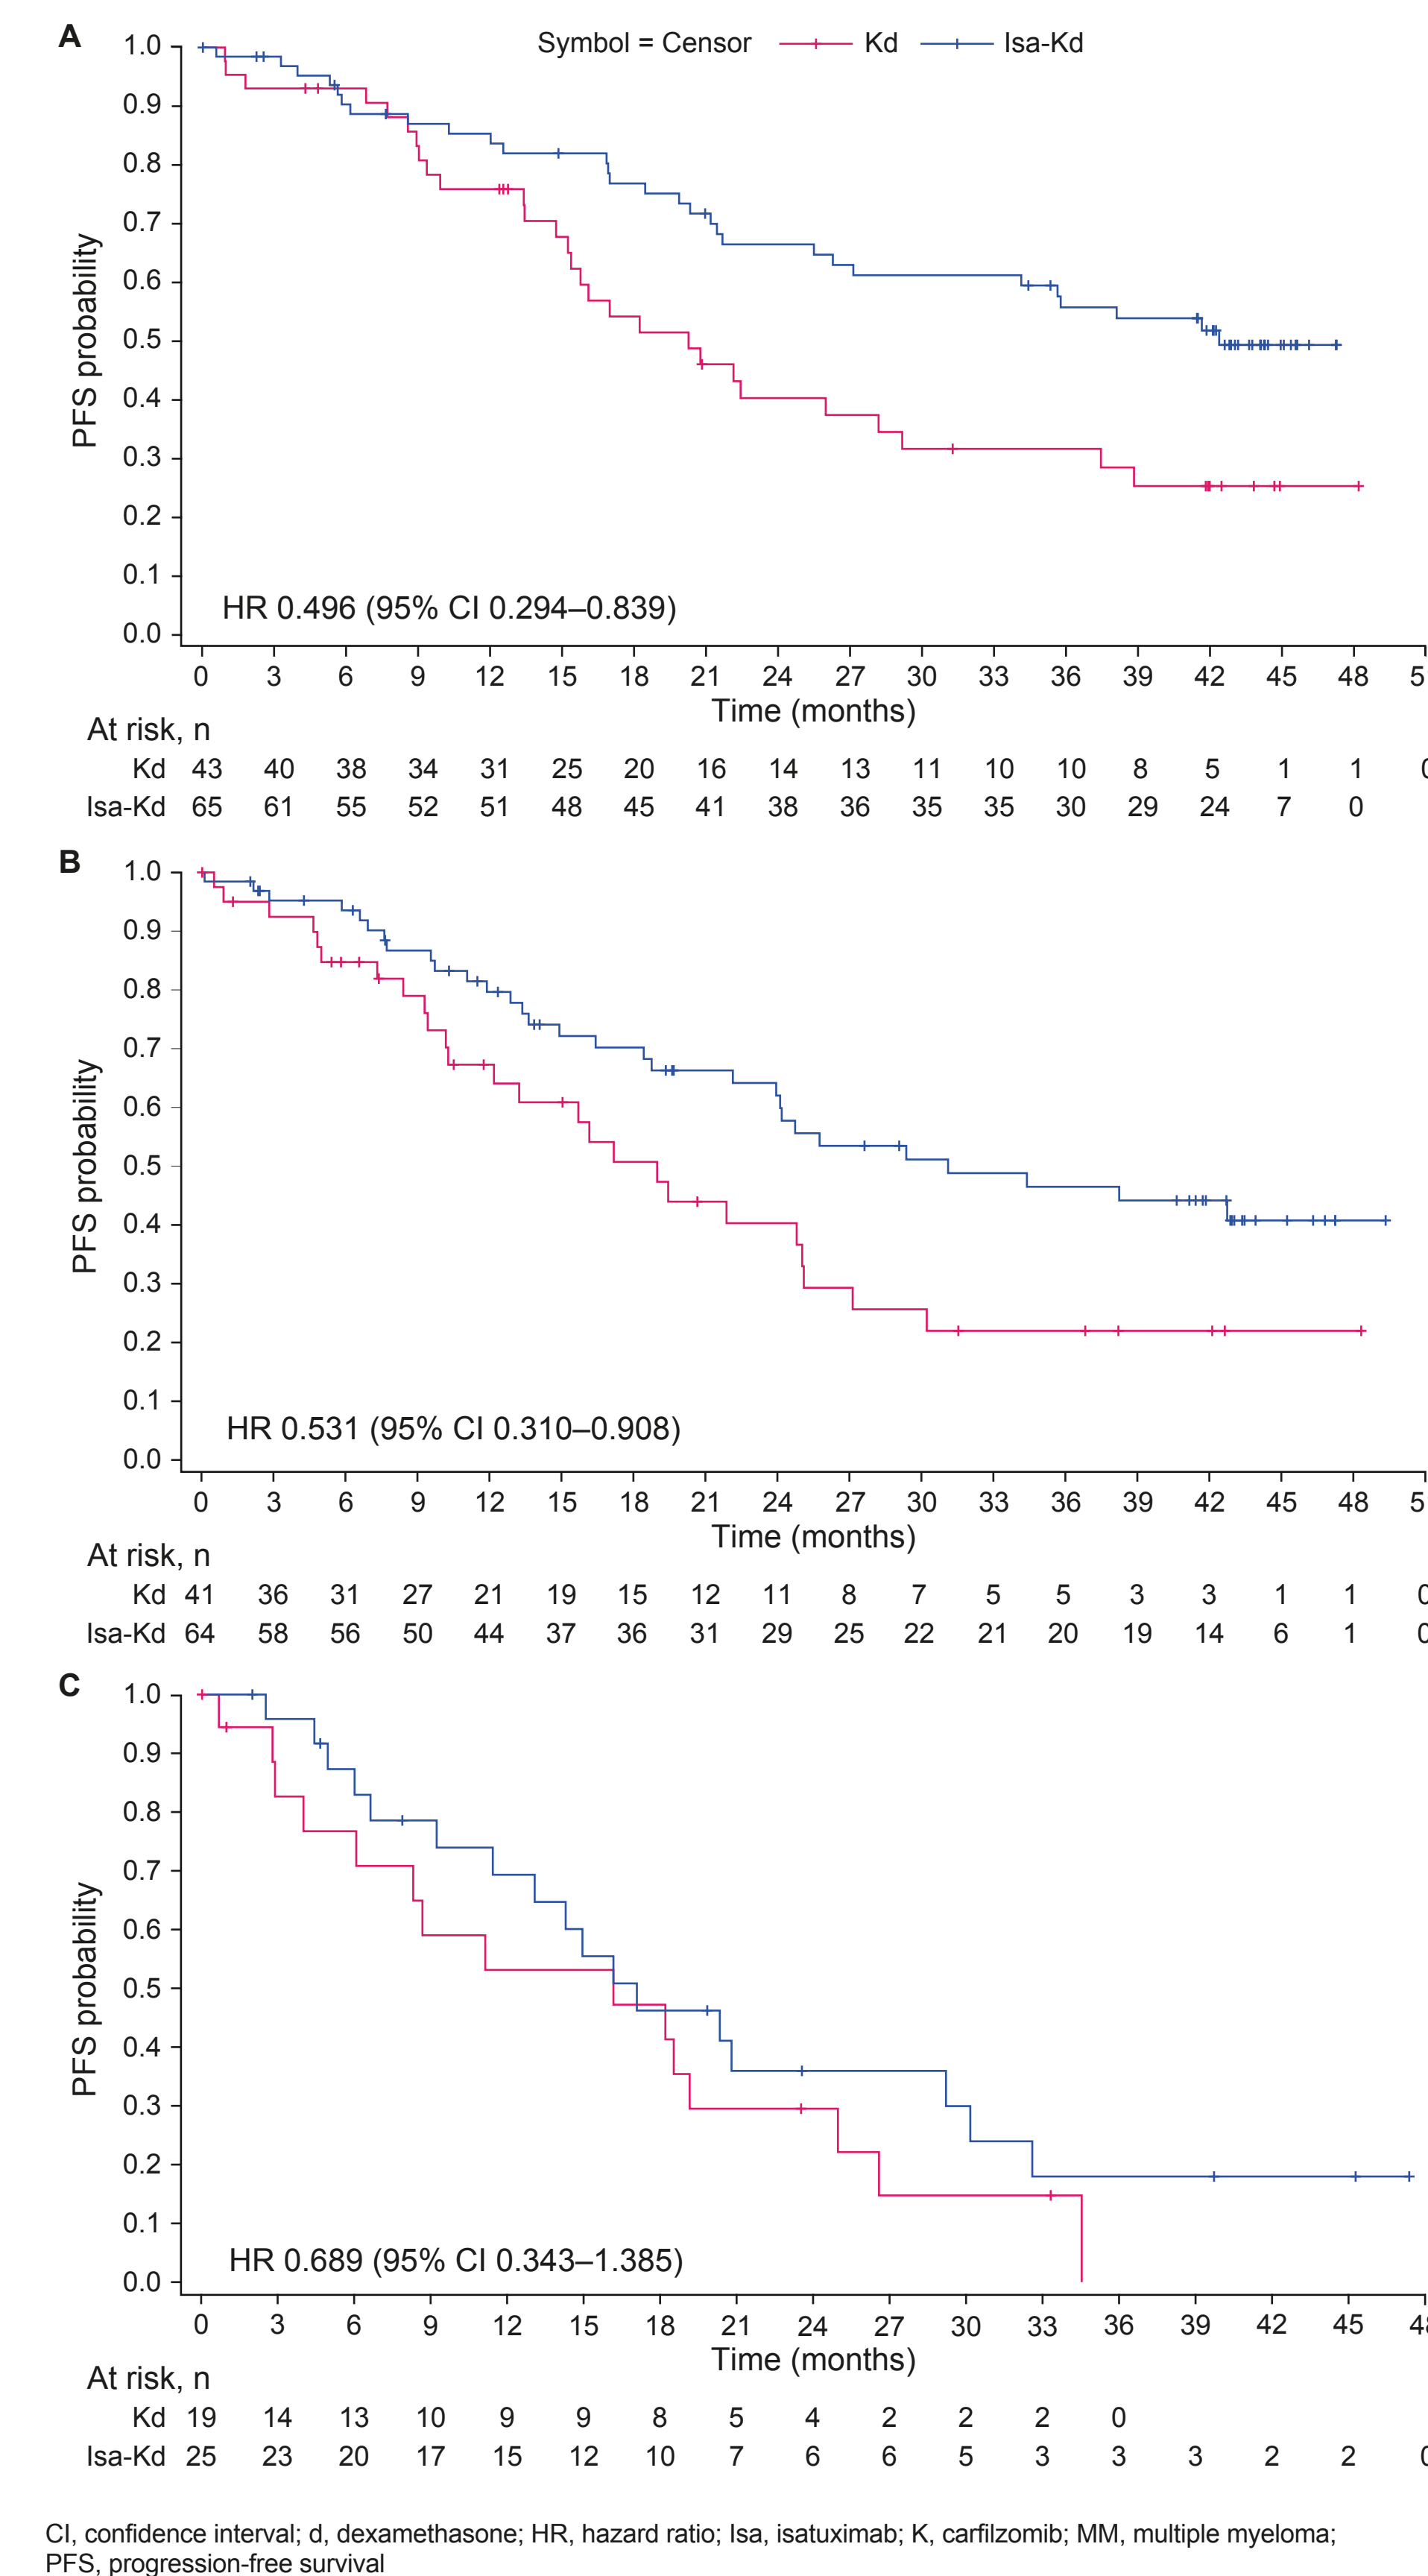 A
Symbol = Censor Kd Isa-Kd
1.0
0.9
0.8
0.7
0.6
0.5
0.4
0.3
0.2
0.1
0.0
PFS probability
HR 0.496 (95% CI 0.294–0.839)
0 3 6 9 12 15 18 21 24 27 30 33 36 39 42 45 48 5
Time (months)
At risk, n
Kd 43 40 38 34 31 25 20 16 14 13 11 10 10 8 5 1 1 0
Isa-Kd 65 61 55 52 51 48 45 41 38 36 35 35 30 29 24 7 0
B
1.0
0.9
0.8
0.7
0.6
0.5
0.4
0.3
0.2
0.1
0.0
PFS probability
HR 0.531 (95% CI 0.310–0.908)
0 3 6 9 12 15 18 21 24 27 30 33 36 39 42 45 48 5
Time (months)
At risk, n
Kd 41 36 31 27 21 19 15 12 11 8 7 5 5 3 3 1 1 0
Isa-Kd 64 58 56 50 44 37 36 31 29 25 22 21 20 19 14 6 1 0
C
1.0
0.9
0.8
0.7
0.6
0.5
0.4
0.3
0.2
0.1
0.0
PFS probability
HR 0.689 (95% CI 0.343–1.385)
0 3 6 9 12 15 18 21 24 27 30 33 36 39 42 45 48
Time (months)
At risk, n
Kd 19 14 13 10 9 9 8 5 4 2 2 2 0
Isa-Kd 25 23 20 17 15 12 10 7 6 6 5 3 3 3 2 2 0
CI, confidence interval; d, dexamethasone; HR, hazard ratio; Isa, isatuximab; K, carfilzomib; MM, multiple myeloma;
PFS, progression-free survival